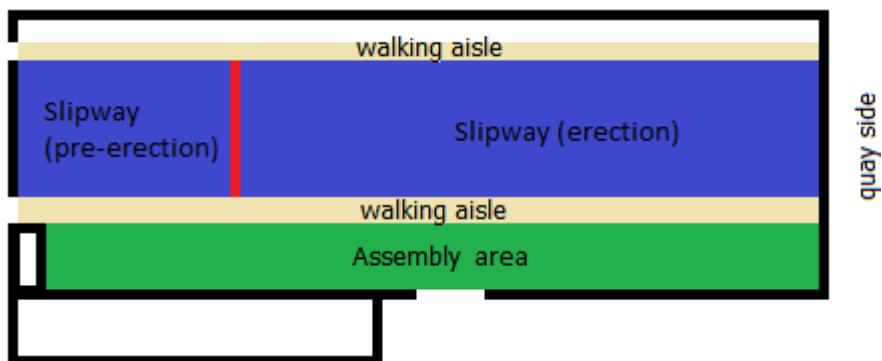 walking aisle
Slipway
(pre-erection)
Slipway (erection)
quay side
walking aisle
Assembly area